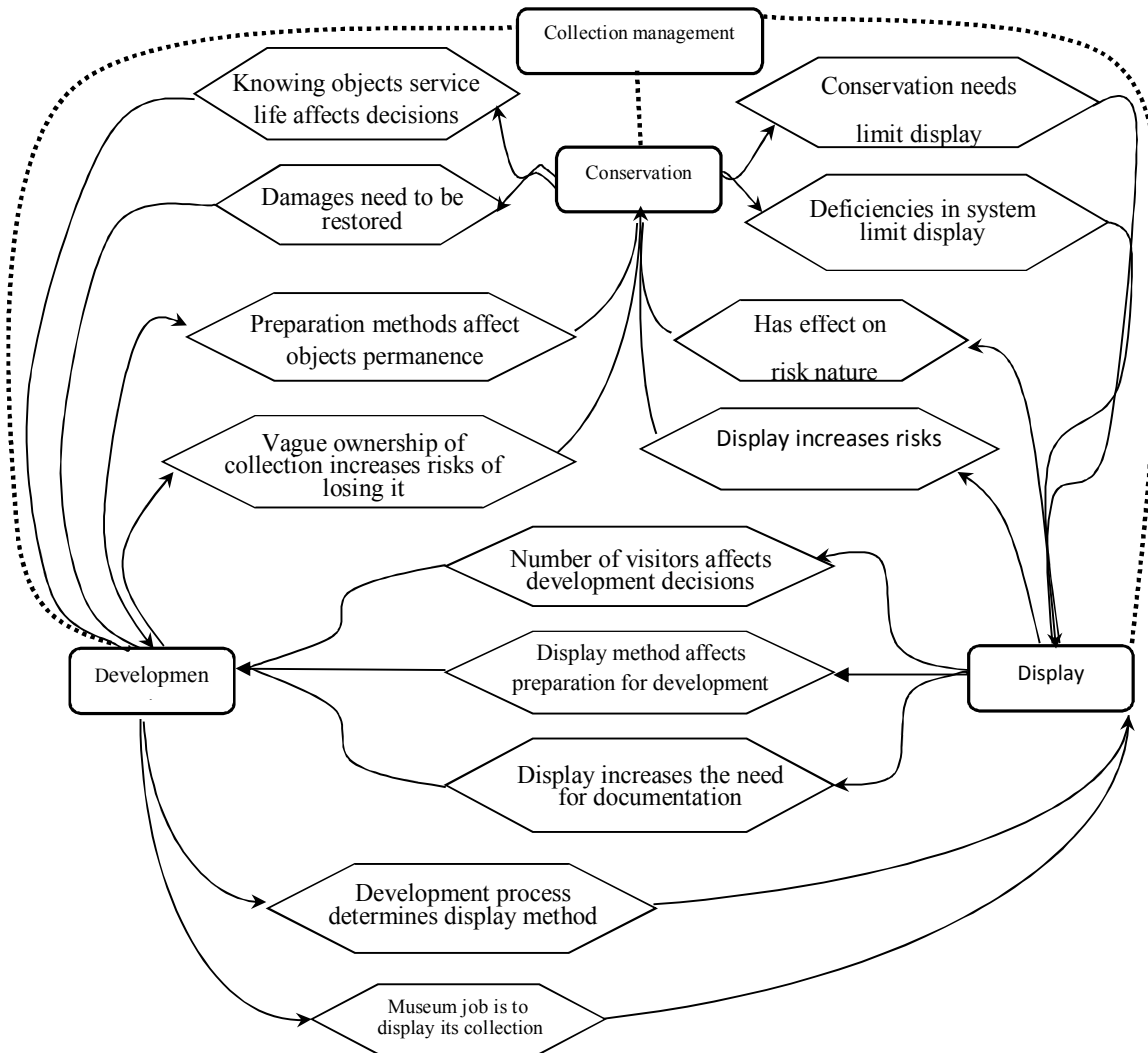 Collection management
Knowing objects service
life affects decisions
Conservation needs
limit display
Conservation
Damages need to be
restored
Deficiencies in system
limit display
Preparation methods affect
objects permanence
Has effect on
risk nature
Vague ownership of
collection increases risks of
losing it
Display increases risks
Number of visitors affects
development decisions
Developmen
Display method affects
preparation for development
Display
Display increases the need
for documentation
Development process
determines display method
Museum job is to
display its collection